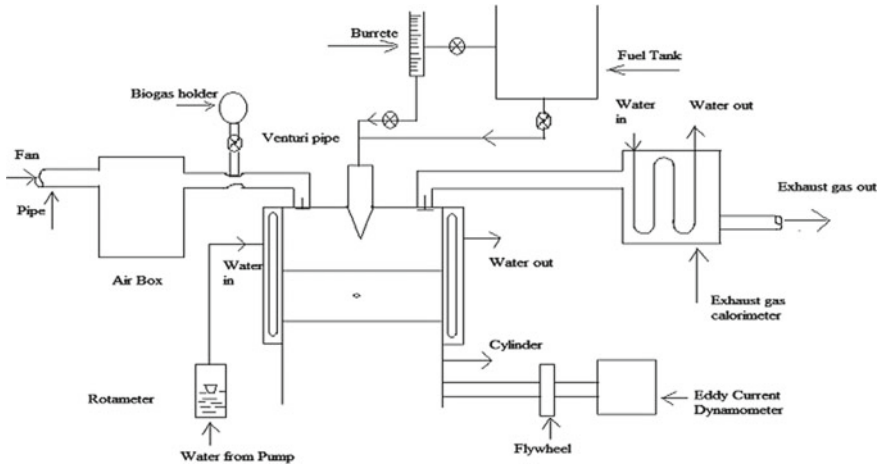 Burrete
Fuel Tank
Biogas holder
Water
in
Water out
Venturi pipe
Fan
Pipe
Exhaust gas out
Water
in
Water out
Air Box
Exhaust gas
calorimeter
Cylinder
Rotameter
Eddy Current
Dynamometer
Flywheel
Water from Pump